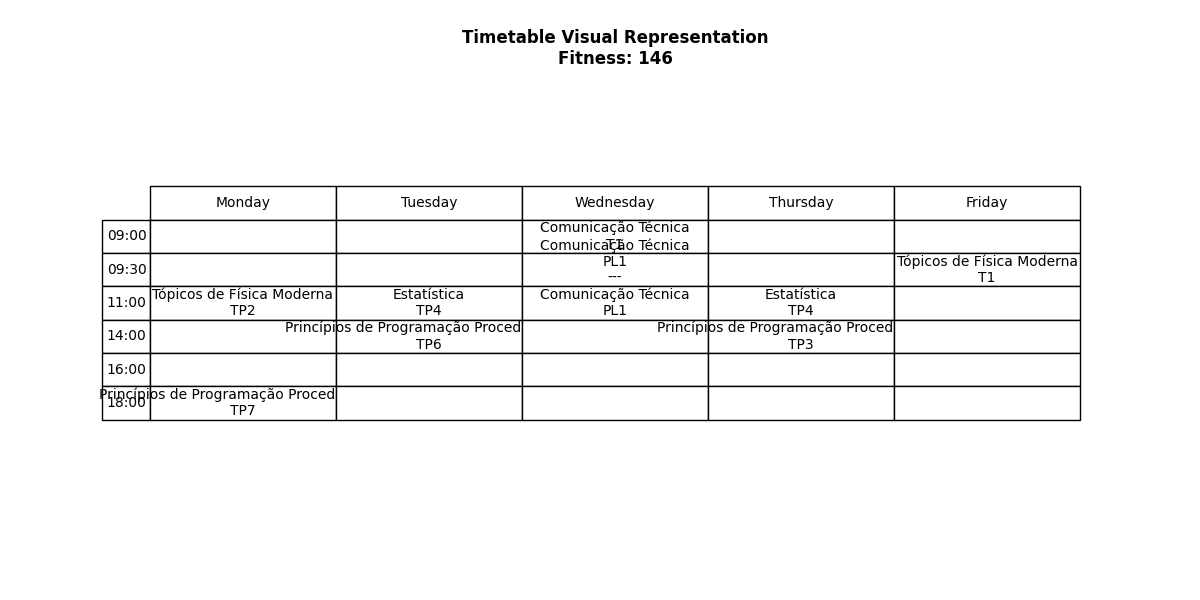 Timetable Visual Representation
Fitness: 146
Monday Tuesday Wednesday Thursday Friday
09:00 Comunicação Técnica
T1
Comunicação Técnica
09:30 PL1 Tópicos de Física Moderna
--- T1
11:00 Tópicos de Física Moderna Estatística Comunicação Técnica Estatística
TP2 TP4 PL1 TP4
14:00 Princípios de Programação Proced Princípios de Programação Proced
TP6 TP3
16:00
18:00 Princípios de Programação Proced
TP7